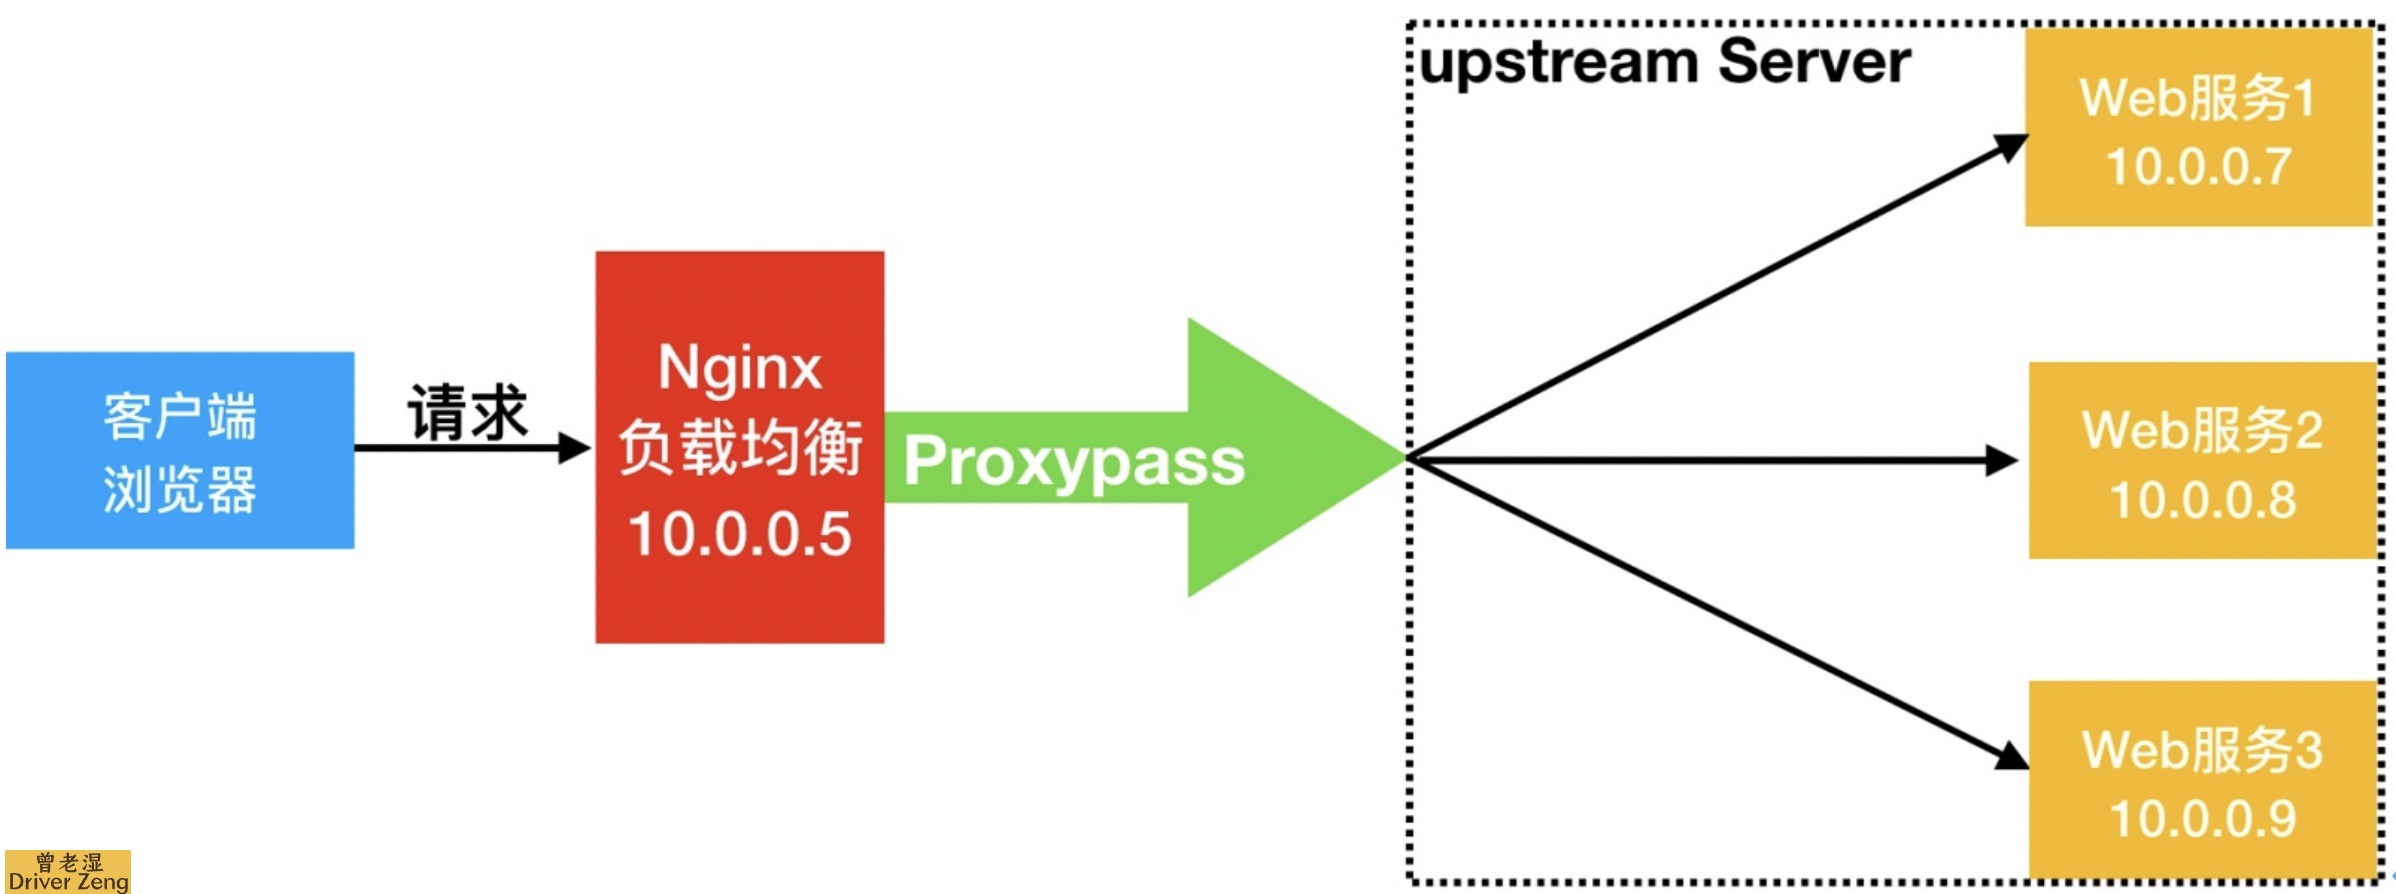 upstream Server
Web服务1
10.0.0.7
客户端
浏览器
请求
Nginx
负载均衡
10.0.0.5
Proxypass
Web服务2
10.0.0.8
Web服务3
10.0.0.9
曾老湿
Driver Zeng